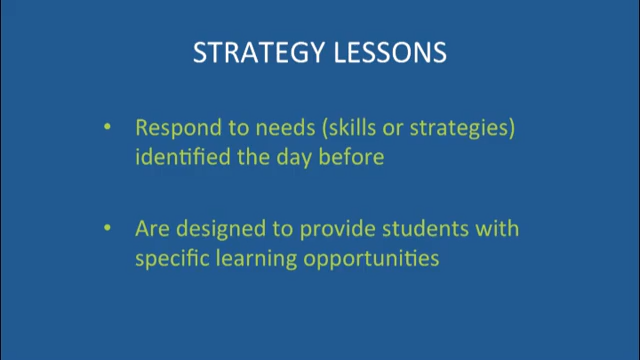 STRATEGY LESSONS
• Respond to needs (skills or strategies)
identified the day before
• Are designed to provide students with
specific learning opportunities